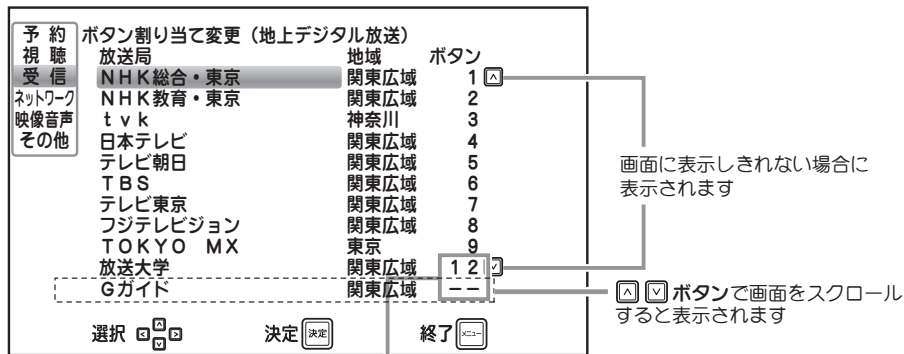 予 約
視 聴
受 信
ネットワーク
映像音声
その他
ボタン割り当て変更（地上デジタル放送）
放送局 地域 ボタン
ＮＨＫ総合・東京 関東広域 1
ＮＨＫ教育・東京 関東広域 2
ｔｖｋ 神奈川 3
日本テレビ 関東広域 4
テレビ朝日 関東広域 5
ＴＢＳ 関東広域 6
テレビ東京 関東広域 7
フジテレビジョン 関東広域 8
ＴＯＫＹＯ　ＭＸ 東京 9
放送大学 関東広域 12
Ｇガイド 関東広域 −−
選択 決定 決定 終了 メニュー
画面に表示しきれない場合に
表示されます
ボタンで画面をスクロール
すると表示されます